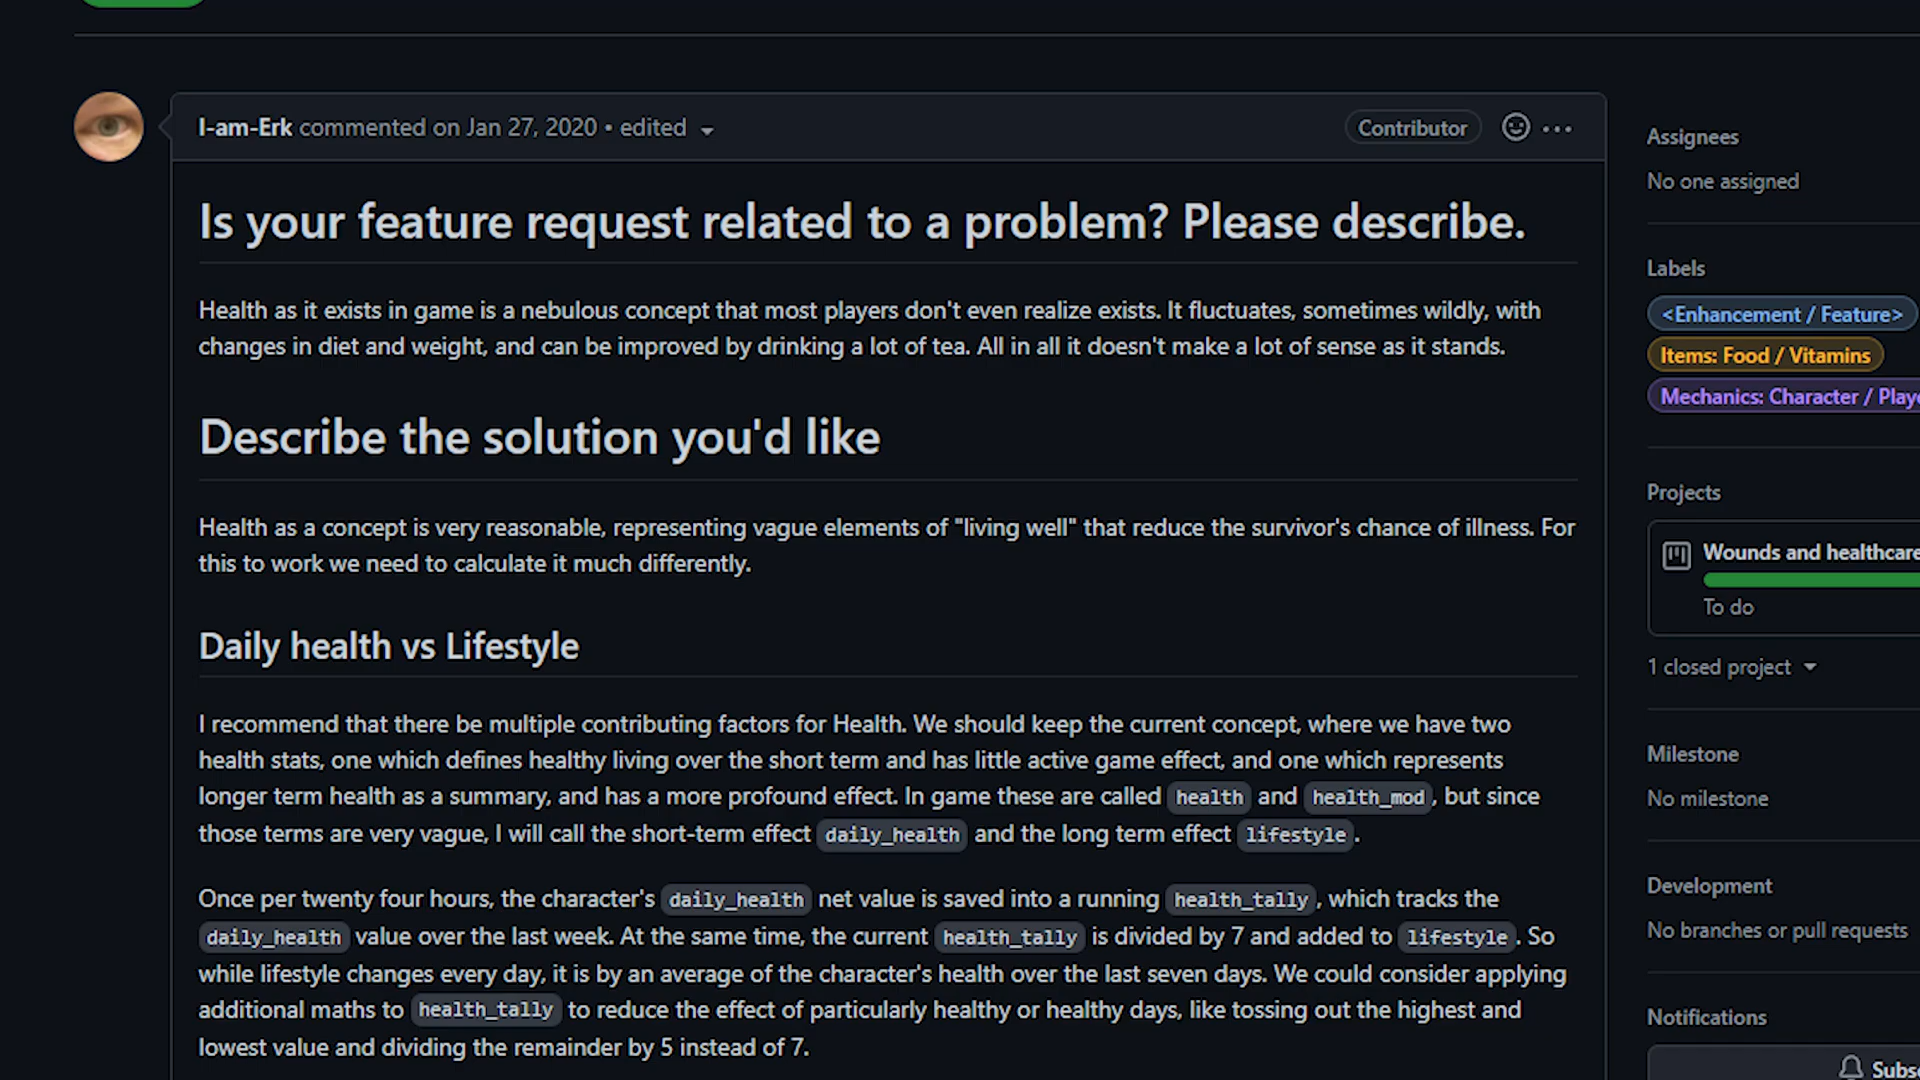 I-am-Erk commented on Jan 27, 2020 • edited
Contributor
Is your feature request related to a problem? Please describe.
Health as it exists in game is a nebulous concept that most players don't even realize exists. It fluctuates, sometimes wildly, with
changes in diet and weight, and can be improved by drinking a lot of tea. All in all it doesn't make a lot of sense as it stands.
Describe the solution you'd like
Health as a concept is very reasonable, representing vague elements of "living well" that reduce the survivor's chance of illness. For
this to work we need to calculate it much differently.
Daily health vs Lifestyle
I recommend that there be multiple contributing factors for Health. We should keep the current concept, where we have two
health stats, one which defines healthy living over the short term and has little active game effect, and one which represents
longer term health as a summary, and has a more profound effect. In game these are called health and health_mod, but since
those terms are very vague, I will call the short-term effect daily_health and the long term effect lifestyle.
Once per twenty four hours, the character's daily_health net value is saved into a running health_tally, which tracks the
daily_health value over the last week. At the same time, the current health_tally is divided by 7 and added to lifestyle. So
while lifestyle changes every day, it is by an average of the character's health over the last seven days. We could consider applying
additional maths to health_tally to reduce the effect of particularly healthy or healthy days, like tossing out the highest and
lowest value and dividing the remainder by 5 instead of 7.
Assignees
No one assigned
Labels
<Enhancement / Feature>
Items: Food / Vitamins
Mechanics: Character /
Projects
Wounds and healthcare
To do
1 closed project
Milestone
No milestone
Development
No branches or pull requests
Notifications